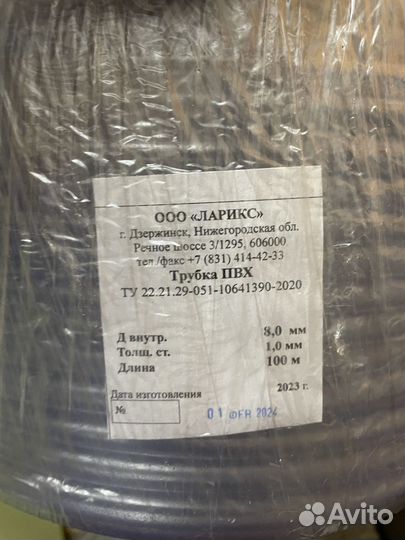 ООО «ЛАРИКС»
г. Дзержинск, Нижегородская обл.
Речное шоссе 3/1295, 606000
тел./факс +7 (831) 414-42-33
Трубка ПВХ
ТУ 22.21.29-051-10641390-2020
Д внутр. 8,0 мм
Толщ. ст. 1,0 мм
Длина 100 м
Дата изготовления 2023 г.
№ 01 ФЕВ 2024
Avito